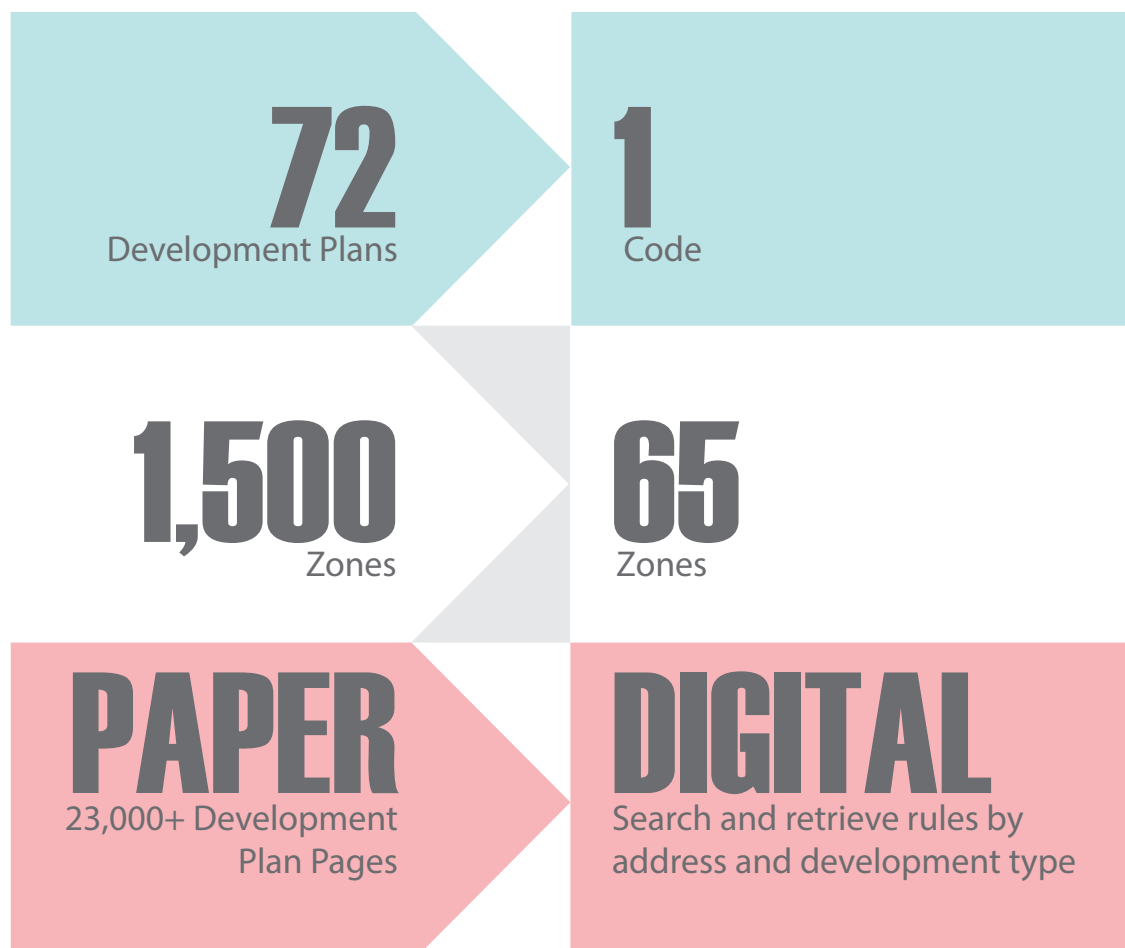 72
Development Plans
1
Code
1,500
Zones
65
Zones
PAPER
23,000+ Development
Plan Pages
DIGITAL
Search and retrieve rules by
address and development type